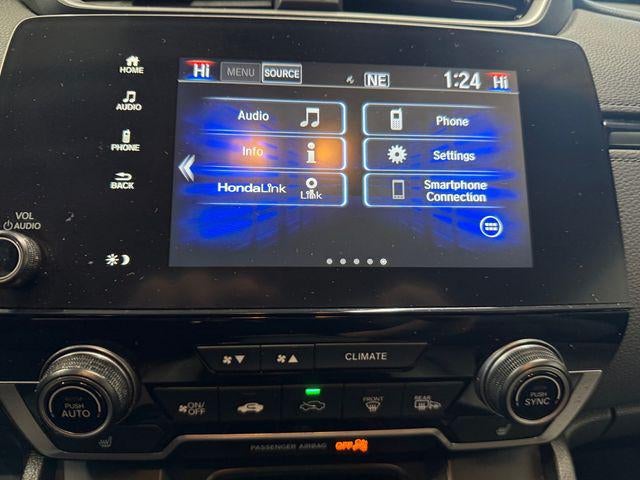 Hi MENU SOURCE NE 1:24 Hi
HOME
AUDIO
PHONE
BACK
VOL
AUDIO
Audio
Phone
Info
Settings
HondaLink Link
Smartphone
Connection
CLIMATE
PUSH
AUTO
ON/
OFF
FRONT
REAR
PUSH
SYNC
PASSENGER AIRBAG OFF